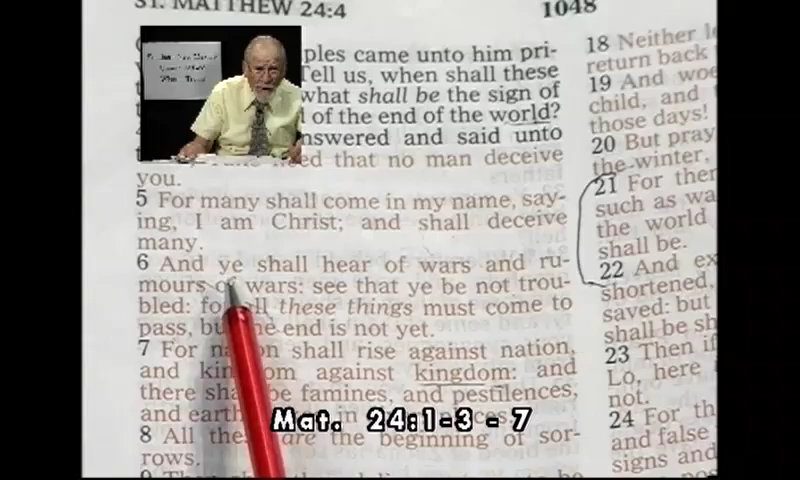 ST. MATTHEW 24:4
1048
ples came unto him pri-
Tell us, when shall these
what shall be the sign of
of the end of the world?
nswered and said unto
heed that no man deceive
you.
5 For many shall come in my name, say-
ing, I am Christ; and shall deceive
many.
6 And ye shall hear of wars and ru-
mours of wars: see that ye be not trou-
bled: for all these things must come to
pass, but the end is not yet.
7 For nation shall rise against nation,
and kingdom against kingdom: and
there shall be famines, and pestilences,
and earth
Mat. 24:1-3 - 7
8 All these are the beginning of sor-
rows.
18 Neither
return back
19 And woe
child, and
those days!
20 But pray
the winter,
21 For then
such as wa
the world
shall be.
22 And ex
shortened,
saved: but
shall be sh
23 Then if
Lo, here
not.
24 For th
and false
signs and